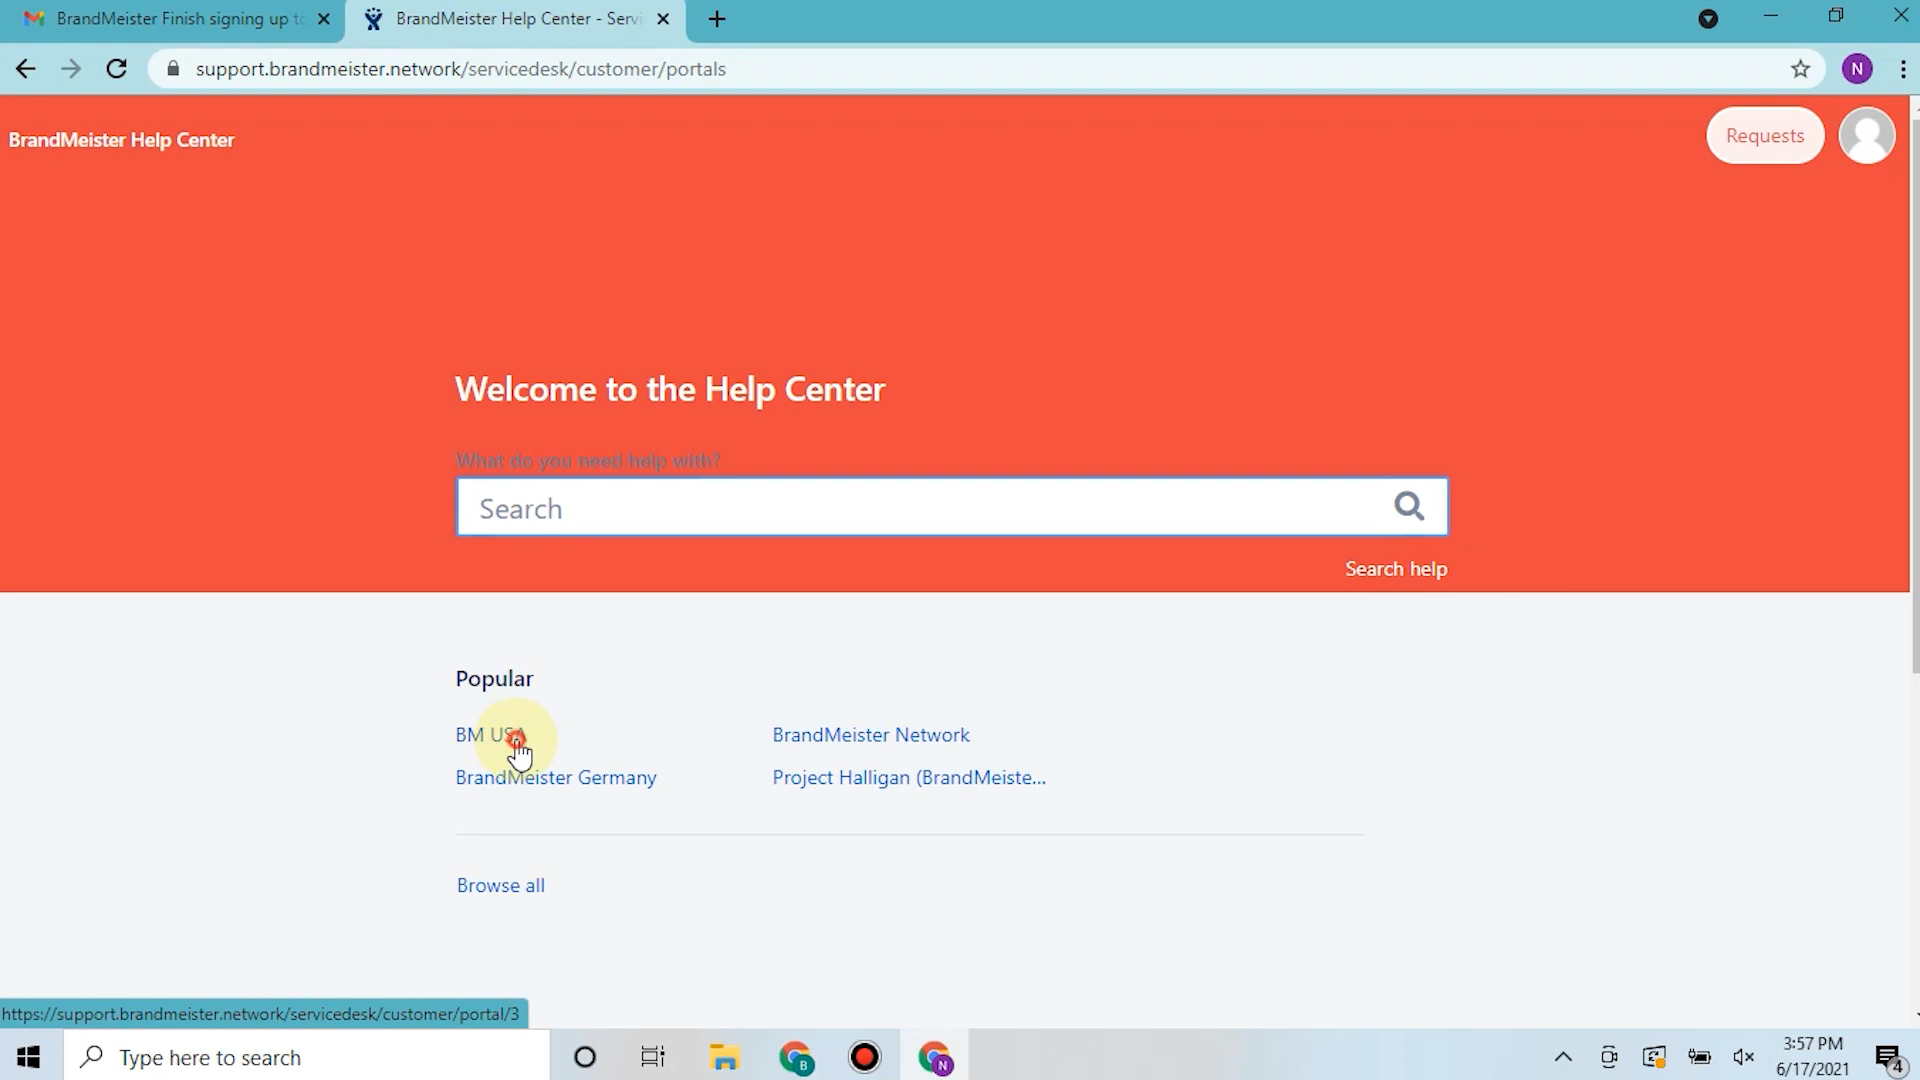 BrandMeister Finish signing up to
BrandMeister Help Center - Servi
support.brandmeister.network/servicedesk/customer/portals
N
BrandMeister Help Center
Requests
Welcome to the Help Center
What do you need help with?
Search
Search help
Popular
BM USA
BrandMeister Network
BrandMeister Germany
Project Halligan (BrandMeiste...
Browse all
https://support.brandmeister.network/servicedesk/customer/portal/3
Type here to search
B
N
3:57 PM
6/17/2021
4